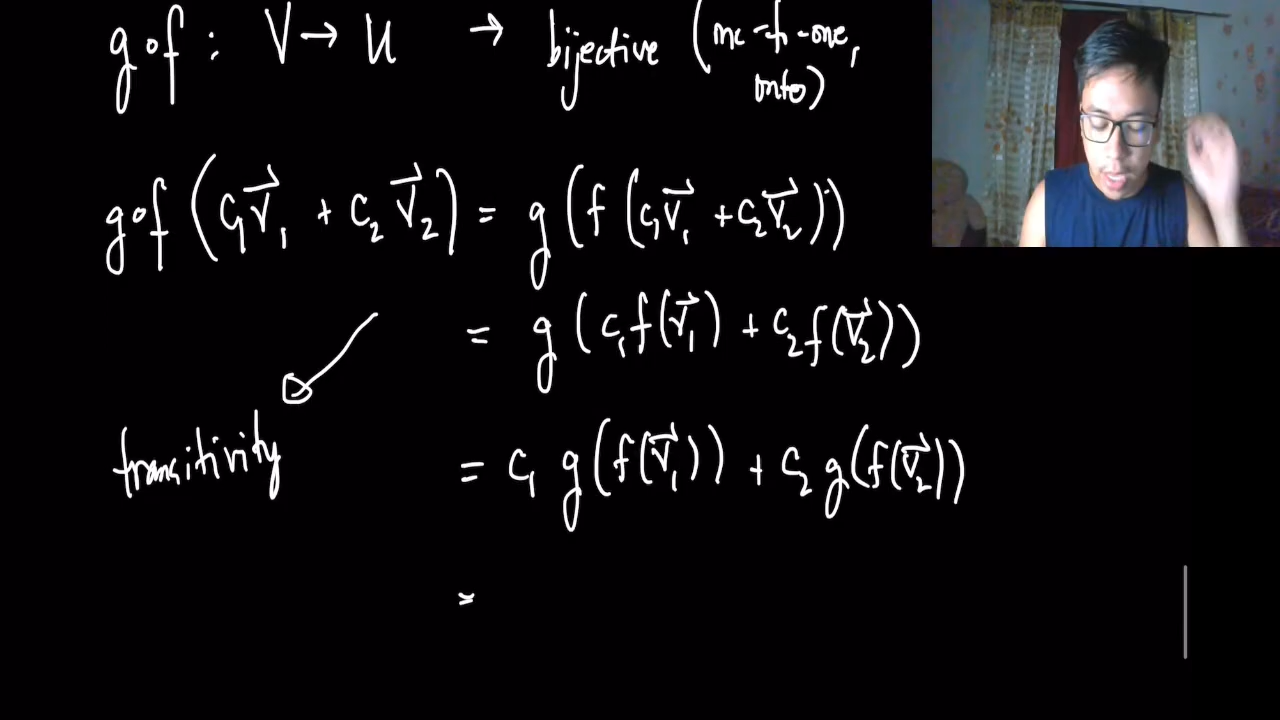 g∘f : V → U → bijective (one-to-one,
onto)
g∘f (c₁v⃗₁ + c₂v⃗₂) = g(f(c₁v⃗₁ + c₂v⃗₂))
= g(c₁f(v⃗₁) + c₂f(v⃗₂))
transitivity
= c₁ g(f(v⃗₁)) + c₂ g(f(v⃗₂))
=